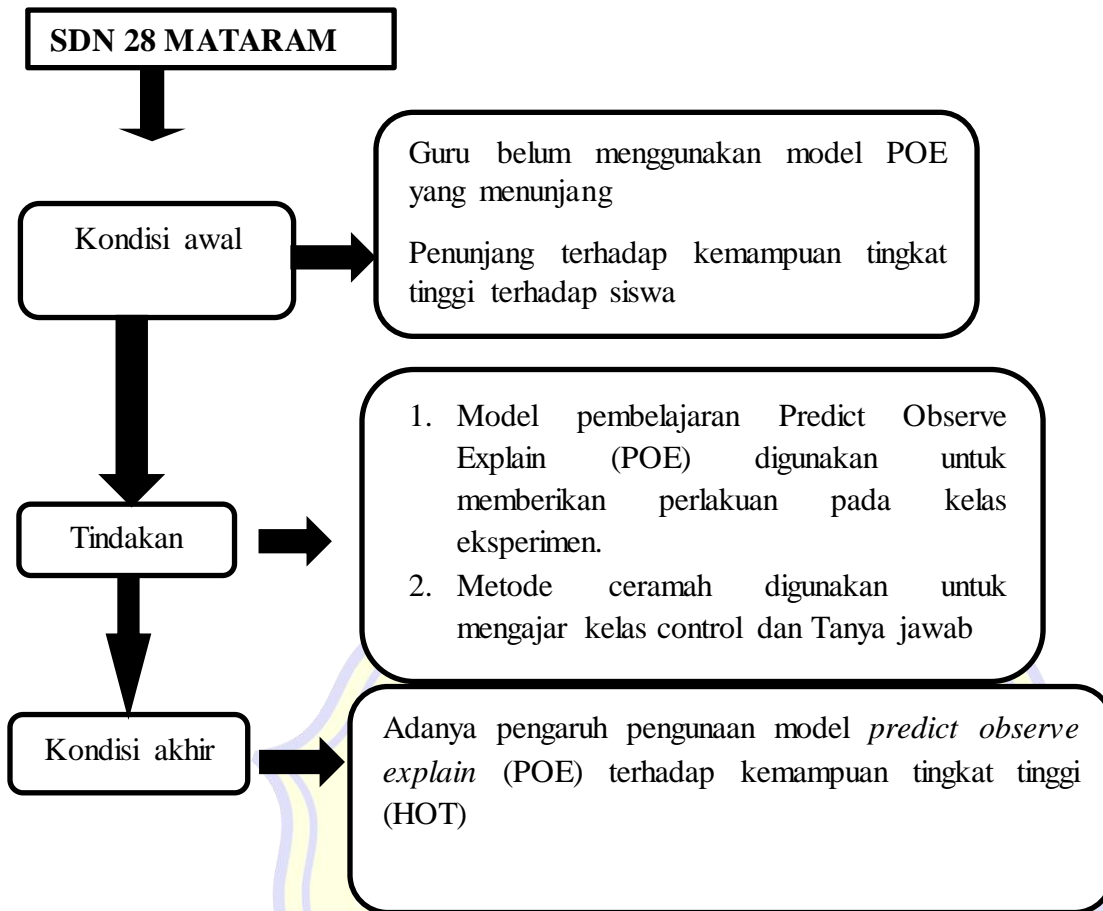 SDN 28 MATARAM
Guru belum menggunakan model POE
yang menunjang
Penunjang terhadap kemampuan tingkat
tinggi terhadap siswa
Kondisi awal
1. Model pembelajaran Predict Observe
Explain (POE) digunakan untuk
memberikan perlakuan pada kelas
eksperimen.
2. Metode ceramah digunakan untuk
mengajar kelas control dan Tanya jawab
Tindakan
Adanya pengaruh pengunaan model predict observe
explain (POE) terhadap kemampuan tingkat tinggi
(HOT)
Kondisi akhir